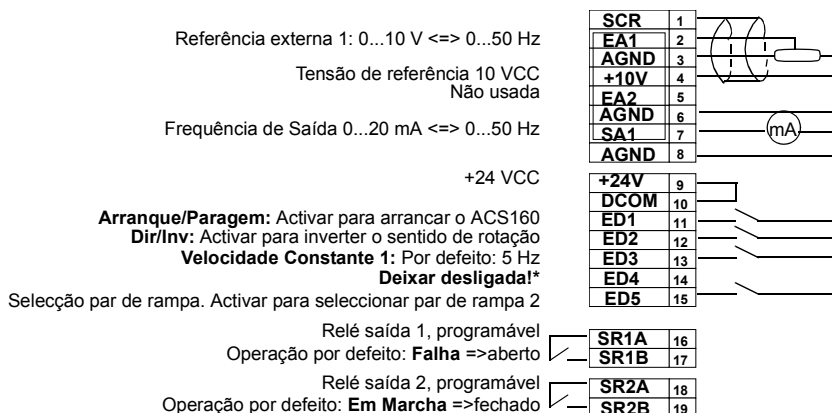 SCR 1
Referência externa 1: 0...10 V <=> 0...50 Hz EA1 2
AGND 3
Tensão de referência 10 VCC +10V 4
Não usada EA2 5
AGND 6
Frequência de Saída 0...20 mA <=> 0...50 Hz SA1 7
mA
AGND 8
+24 VCC +24V 9
DCOM 10
Arranque/Paragem: Activar para arrancar o ACS160 ED1 11
Dir/Inv: Activar para inverter o sentido de rotação ED2 12
Velocidade Constante 1: Por defeito: 5 Hz ED3 13
Deixar desligada!* ED4 14
Selecção par de rampa. Activar para seleccionar par de rampa 2 ED5 15
Relé saída 1, programável SR1A 16
Operação por defeito: Falha =>aberto SR1B 17
Relé saída 2, programável SR2A 18
Operação por defeito: Em Marcha =>fechado SR2B 19